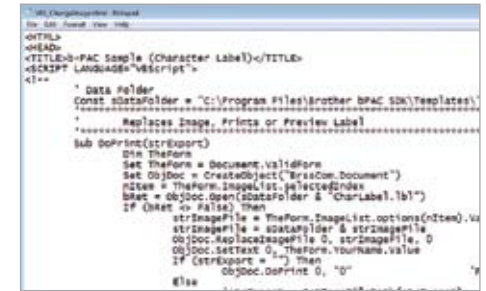 File Edit Format View Help
<HTML>
<HEAD>
<TITLE>b-PAC Sample (Character Label)</TITLE>
<SCRIPT LANGUAGE="VBScript">
<!--
' Data Folder
Const sDataFolder = "C:\Program Files\Brother bPAC SDK\Templates\
'*******************************************************
' Replaces Image, Prints or Preview Label
'*******************************************************
Sub DoPrint(strExport)
Dim TheForm
Set TheForm = Document.ValidForm
Set ObjDoc = CreateObject("BrssCom.Document")
nItem = TheForm.ImageList.selectedIndex
bRet = ObjDoc.Open(sDataFolder & "CharLabel.lbl")
If (bRet <> False) Then
strImageFile = TheForm.ImageList.options(nItem).Va
strImageFile = sDataFolder & strImageFile
ObjDoc.ReplaceImageFile 0, strImageFile, 0
ObjDoc.SetText 0, TheForm.YourName.value
If (strExport = "") Then
ObjDoc.DoPrint 0, "0"
Else